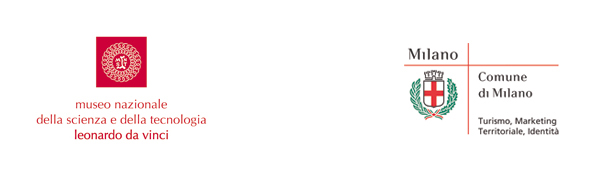 museo nazionale
della scienza e della tecnologia
leonardo da vinci
Milano
Comune
di Milano
Turismo, Marketing
Territoriale, Identità